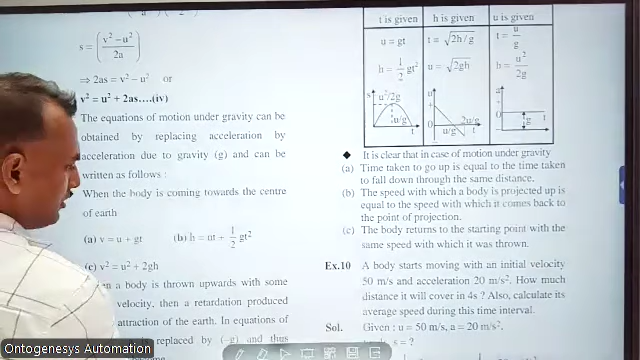 s = (v² – u² / 2a)
⇒ 2as = v² – u² or
v² = u² + 2as....(iv)
The equations of motion under gravity can be
obtained by replacing acceleration by
acceleration due to gravity (g) and can be
written as follows :
When the body is coming towards the centre
of earth
(a) v = u + gt (b) h = ut + 1/2 gt²
(c) v² = u² + 2gh
a body is thrown upwards with some
velocity, then a retardation produced
attraction of the earth. In equations of
replaced by (–g) and thus
t is given h is given u is given
u = gt t = √2h/g t = u/g
h = 1/2 gt² u = √2gh h = u²/2g
s u²/2g u/g t
u + 0 – u/g 2u/g t
a + 0 – g t
◆ It is clear that in case of motion under gravity
(a) Time taken to go up is equal to the time taken
to fall down through the same distance.
(b) The speed with which a body is projected up is
equal to the speed with which it comes back to
the point of projection.
(c) The body returns to the starting point with the
same speed with which it was thrown.
Ex.10 A body starts moving with an initial velocity
50 m/s and acceleration 20 m/s². How much
distance it will cover in 4s ? Also, calculate its
average speed during this time interval.
Sol. Given : u = 50 m/s, a = 20 m/s²,
s = ?
Ontogenesys Automation